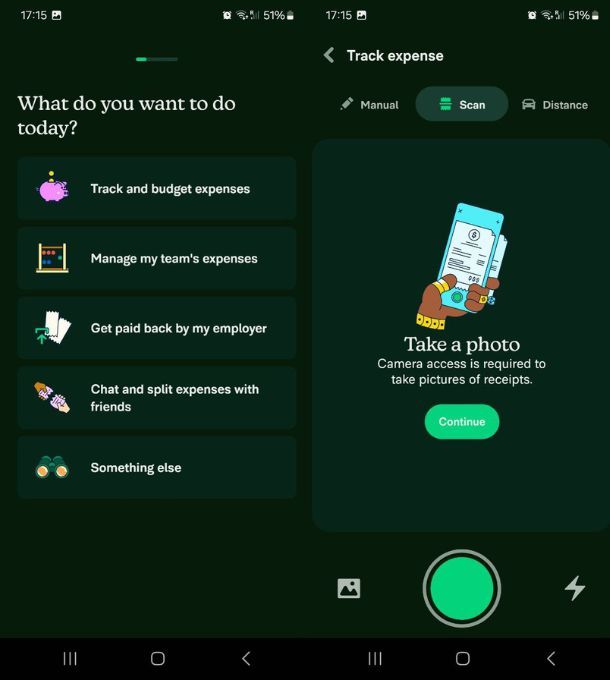 17:15
51%
What do you want to do
today?
Track and budget expenses
Manage my team's expenses
Get paid back by my employer
Chat and split expenses with
friends
Something else
17:15
51%
Track expense
Manual
Scan
Distance
Take a photo
Camera access is required to
take pictures of receipts.
Continue